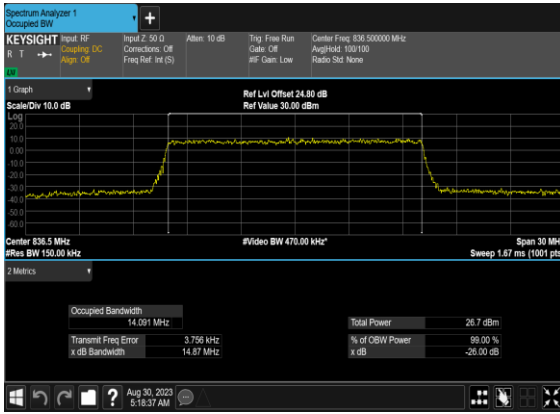 Spectrum Analyzer 1
Occupied BW
KEYSIGHT
R T
Input: RF
Coupling: DC
Align: Off
Input Z: 50 Ω
Corrections: Off
Freq Ref: Int (S)
Atten: 10 dB
Trig: Free Run
Gate: Off
#IF Gain: Low
Center Freq: 836.500000 MHz
Avg|Hold: 100/100
Radio Std: None
1 Graph
Scale/Div 10.0 dB
Ref Lvl Offset 24.80 dB
Ref Value 30.00 dBm
Log
20.0
10.0
0.00
-10.0
-20.0
-30.0
-40.0
-50.0
-60.0
Center 836.5 MHz
#Res BW 150.00 kHz
#Video BW 470.00 kHz*
Span 30 MH
Sweep 1.67 ms (1001 pts
2 Metrics
Occupied Bandwidth
14.091 MHz
Transmit Freq Error 3.756 kHz
x dB Bandwidth 14.87 MHz
Total Power 26.7 dBm
% of OBW Power 99.00 %
x dB -26.00 dB
?
Aug 30, 2023
5:18:37 AM